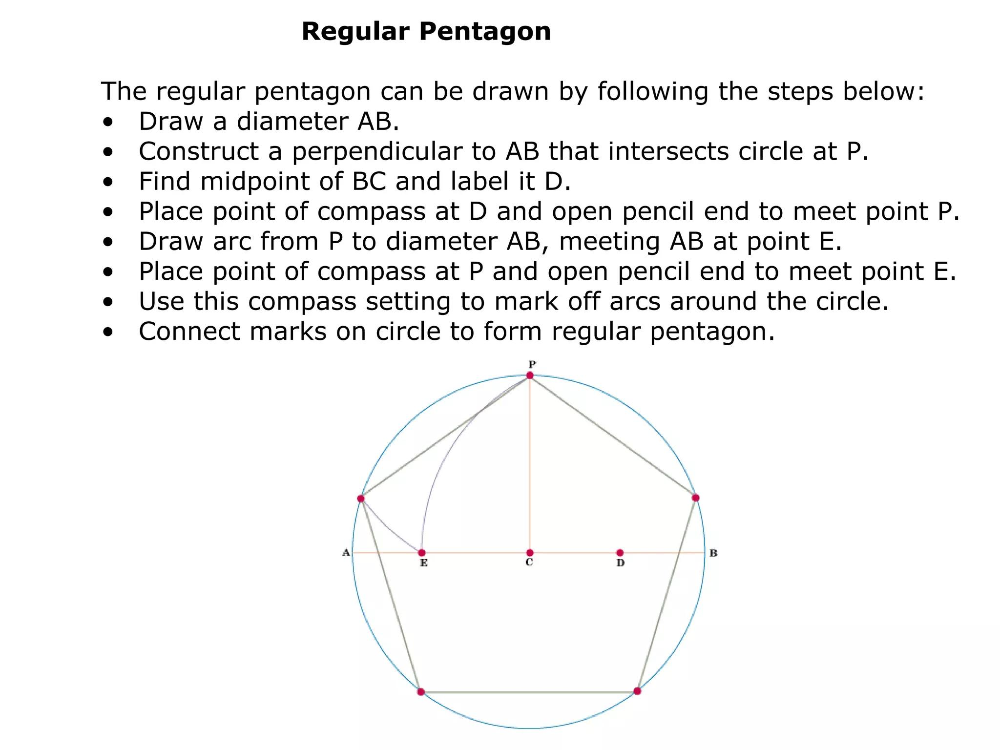 Regular Pentagon
The regular pentagon can be drawn by following the steps below:
• Draw a diameter AB.
• Construct a perpendicular to AB that intersects circle at P.
• Find midpoint of BC and label it D.
• Place point of compass at D and open pencil end to meet point P.
• Draw arc from P to diameter AB, meeting AB at point E.
• Place point of compass at P and open pencil end to meet point E.
• Use this compass setting to mark off arcs around the circle.
• Connect marks on circle to form regular pentagon.
P
A
E
C
D
B